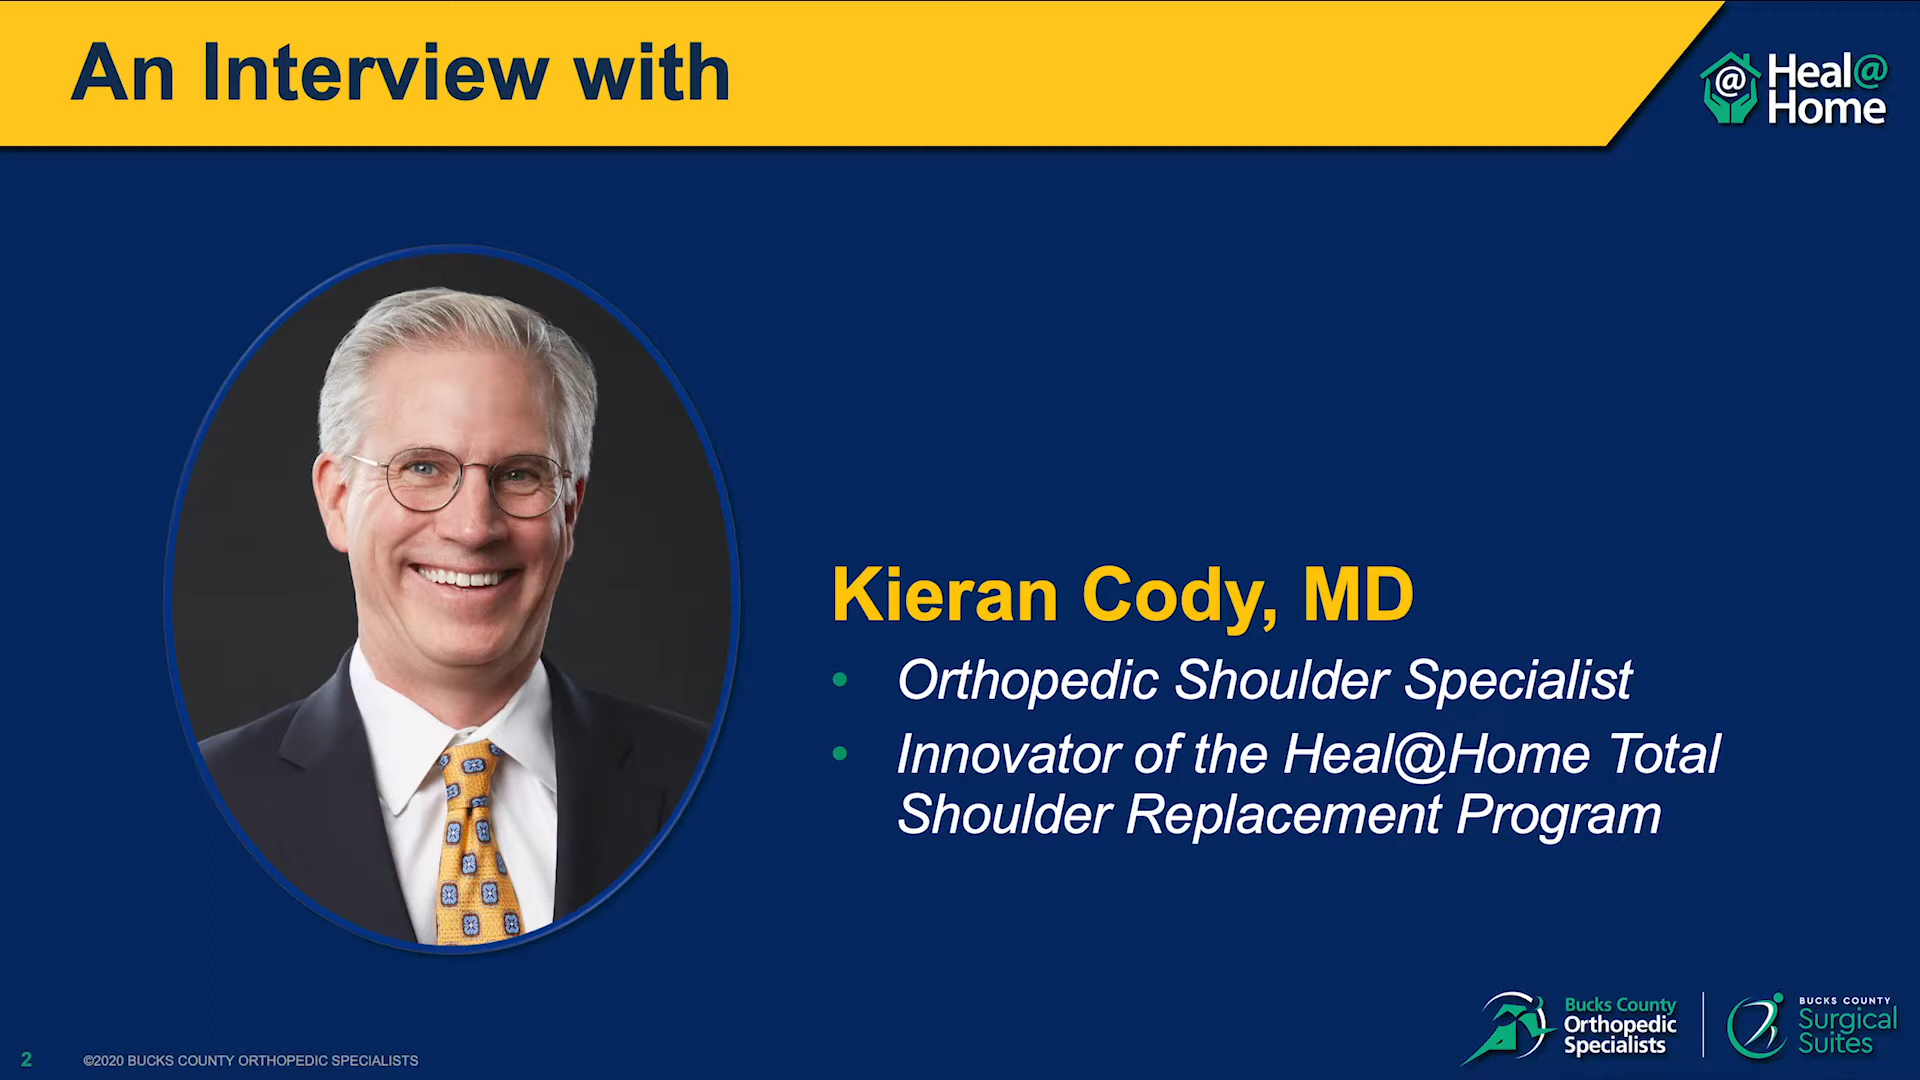 An Interview with
@ Heal@
Home
Kieran Cody, MD
• Orthopedic Shoulder Specialist
• Innovator of the Heal@Home Total
Shoulder Replacement Program
Bucks County
Orthopedic
Specialists
BUCKS COUNTY
Surgical
Suites
2 ©2020 BUCKS COUNTY ORTHOPEDIC SPECIALISTS